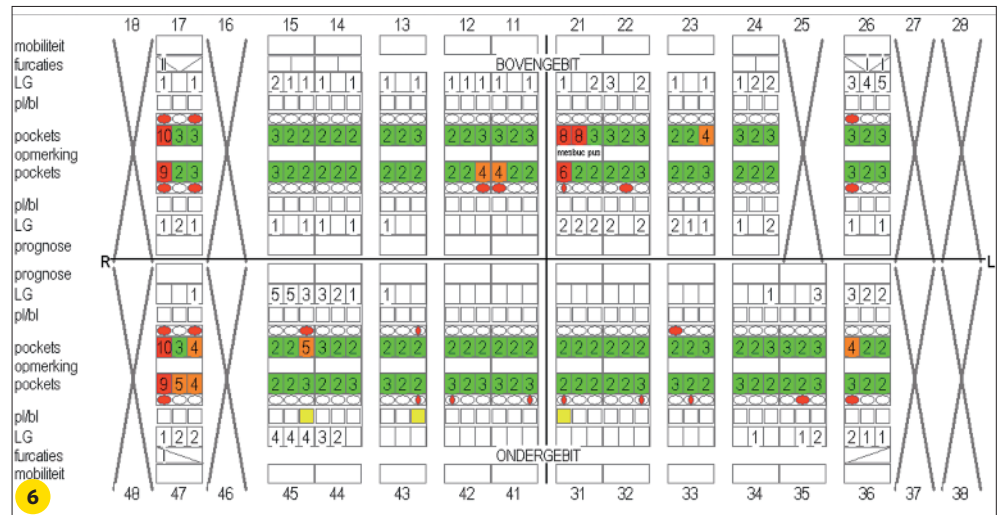 18 17 16 15 14 13 12 11 21 22 23 24 25 26 27 28
mobiliteit
furcaties II I I
BOVENGEBIT
LG 1 1 2 1 1 1 1 1 1 1 1 1 1 1 1 2 3 2 1 1 1 2 2 3 4 5
pl/bl
pockets 10 3 3 3 2 2 2 2 2 2 2 2 2 2 3 3 2 3 8 8 3 3 2 3 2 2 4 2 2 2 3 2 3
opmerking mesbuc pus
pockets 9 2 3 3 2 2 2 2 2 2 2 2 2 2 4 4 2 2 6 2 2 2 2 2 2 2 3 2 2 2 3 2 3
pl/bl
LG 1 2 1 1 1 1 1 1 2 2 2 2 2 2 1 1 1 2 1 1
prognose
R L
prognose
LG 1 5 5 3 3 2 1 1 1 3 3 2 2
pl/bl
pockets 10 3 4 2 2 5 3 2 2 2 2 2 2 2 2 2 2 2 2 2 2 2 2 2 2 2 3 2 2 2 3 2 3 4 2 2
opmerking
pockets 9 5 4 2 2 3 2 2 2 3 2 2 3 2 3 3 2 3 2 2 2 2 2 2 3 2 2 2 2 2 2 2 3 3 2 2
pl/bl
LG 1 2 2 4 4 4 3 2 1 1 2 2 1 1
furcaties I
ONDERGEBIT
mobiliteit
48 47 46 45 44 43 42 41 31 32 33 34 35 36 37 38
6